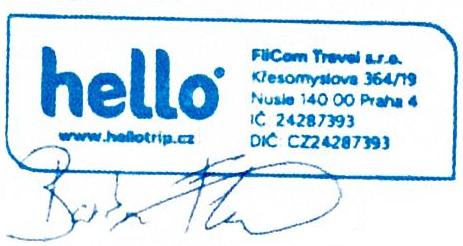 hello
www.hellotrip.cz
FliCom Travel s.r.o.
Křesomyslova 364/19
Nusle 140 00 Praha 4
IČ: 24287393
DIČ: CZ24287393